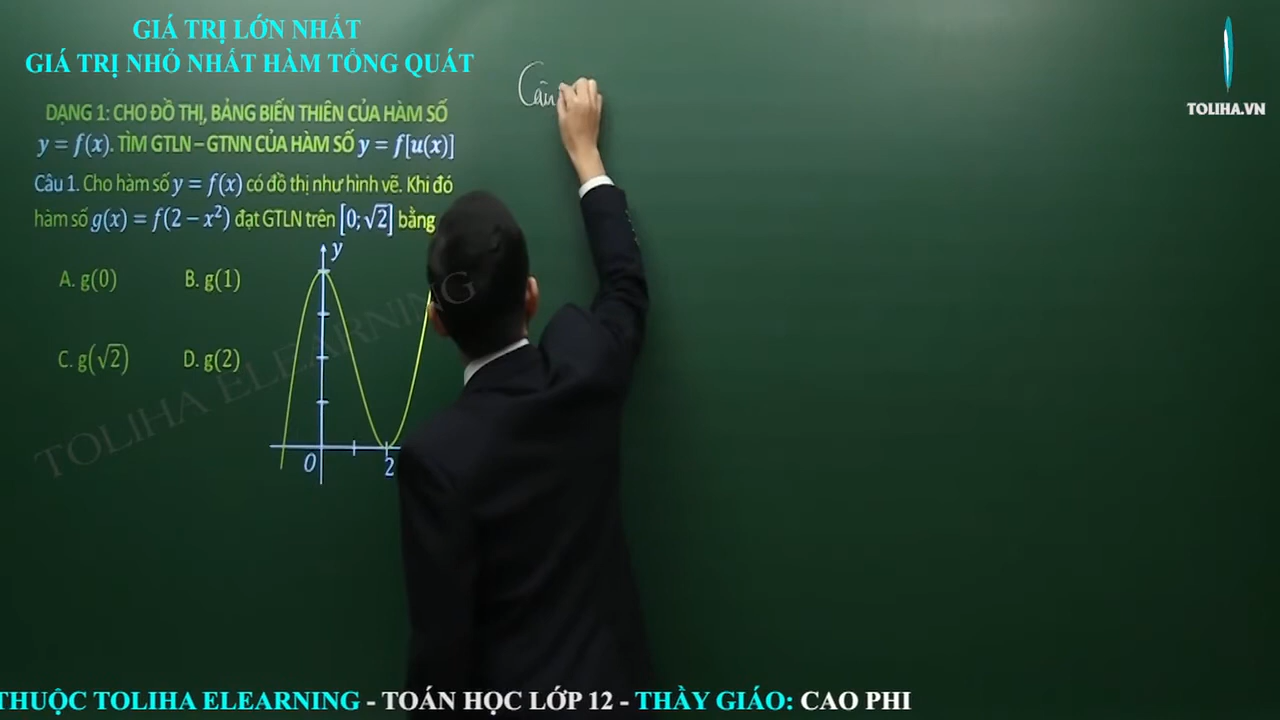 GIÁ TRỊ LỚN NHẤT
GIÁ TRỊ NHỎ NHẤT HÀM TỔNG QUÁT
DẠNG 1: CHO ĐỒ THỊ, BẢNG BIẾN THIÊN CỦA HÀM SỐ
y = f(x). TÌM GTLN – GTNN CỦA HÀM SỐ y = f[u(x)]
Câu 1. Cho hàm số y = f(x) có đồ thị như hình vẽ. Khi đó
hàm số g(x) = f(2 − x²) đạt GTLN trên [0; √2] bằng
A. g(0) B. g(1)
C. g(√2) D. g(2)
y
O 2
Câu
TOLIHA ELEARNING
TOLIHA.VN
THUỘC TOLIHA ELEARNING - TOÁN HỌC LỚP 12 - THẦY GIÁO: CAO PHI